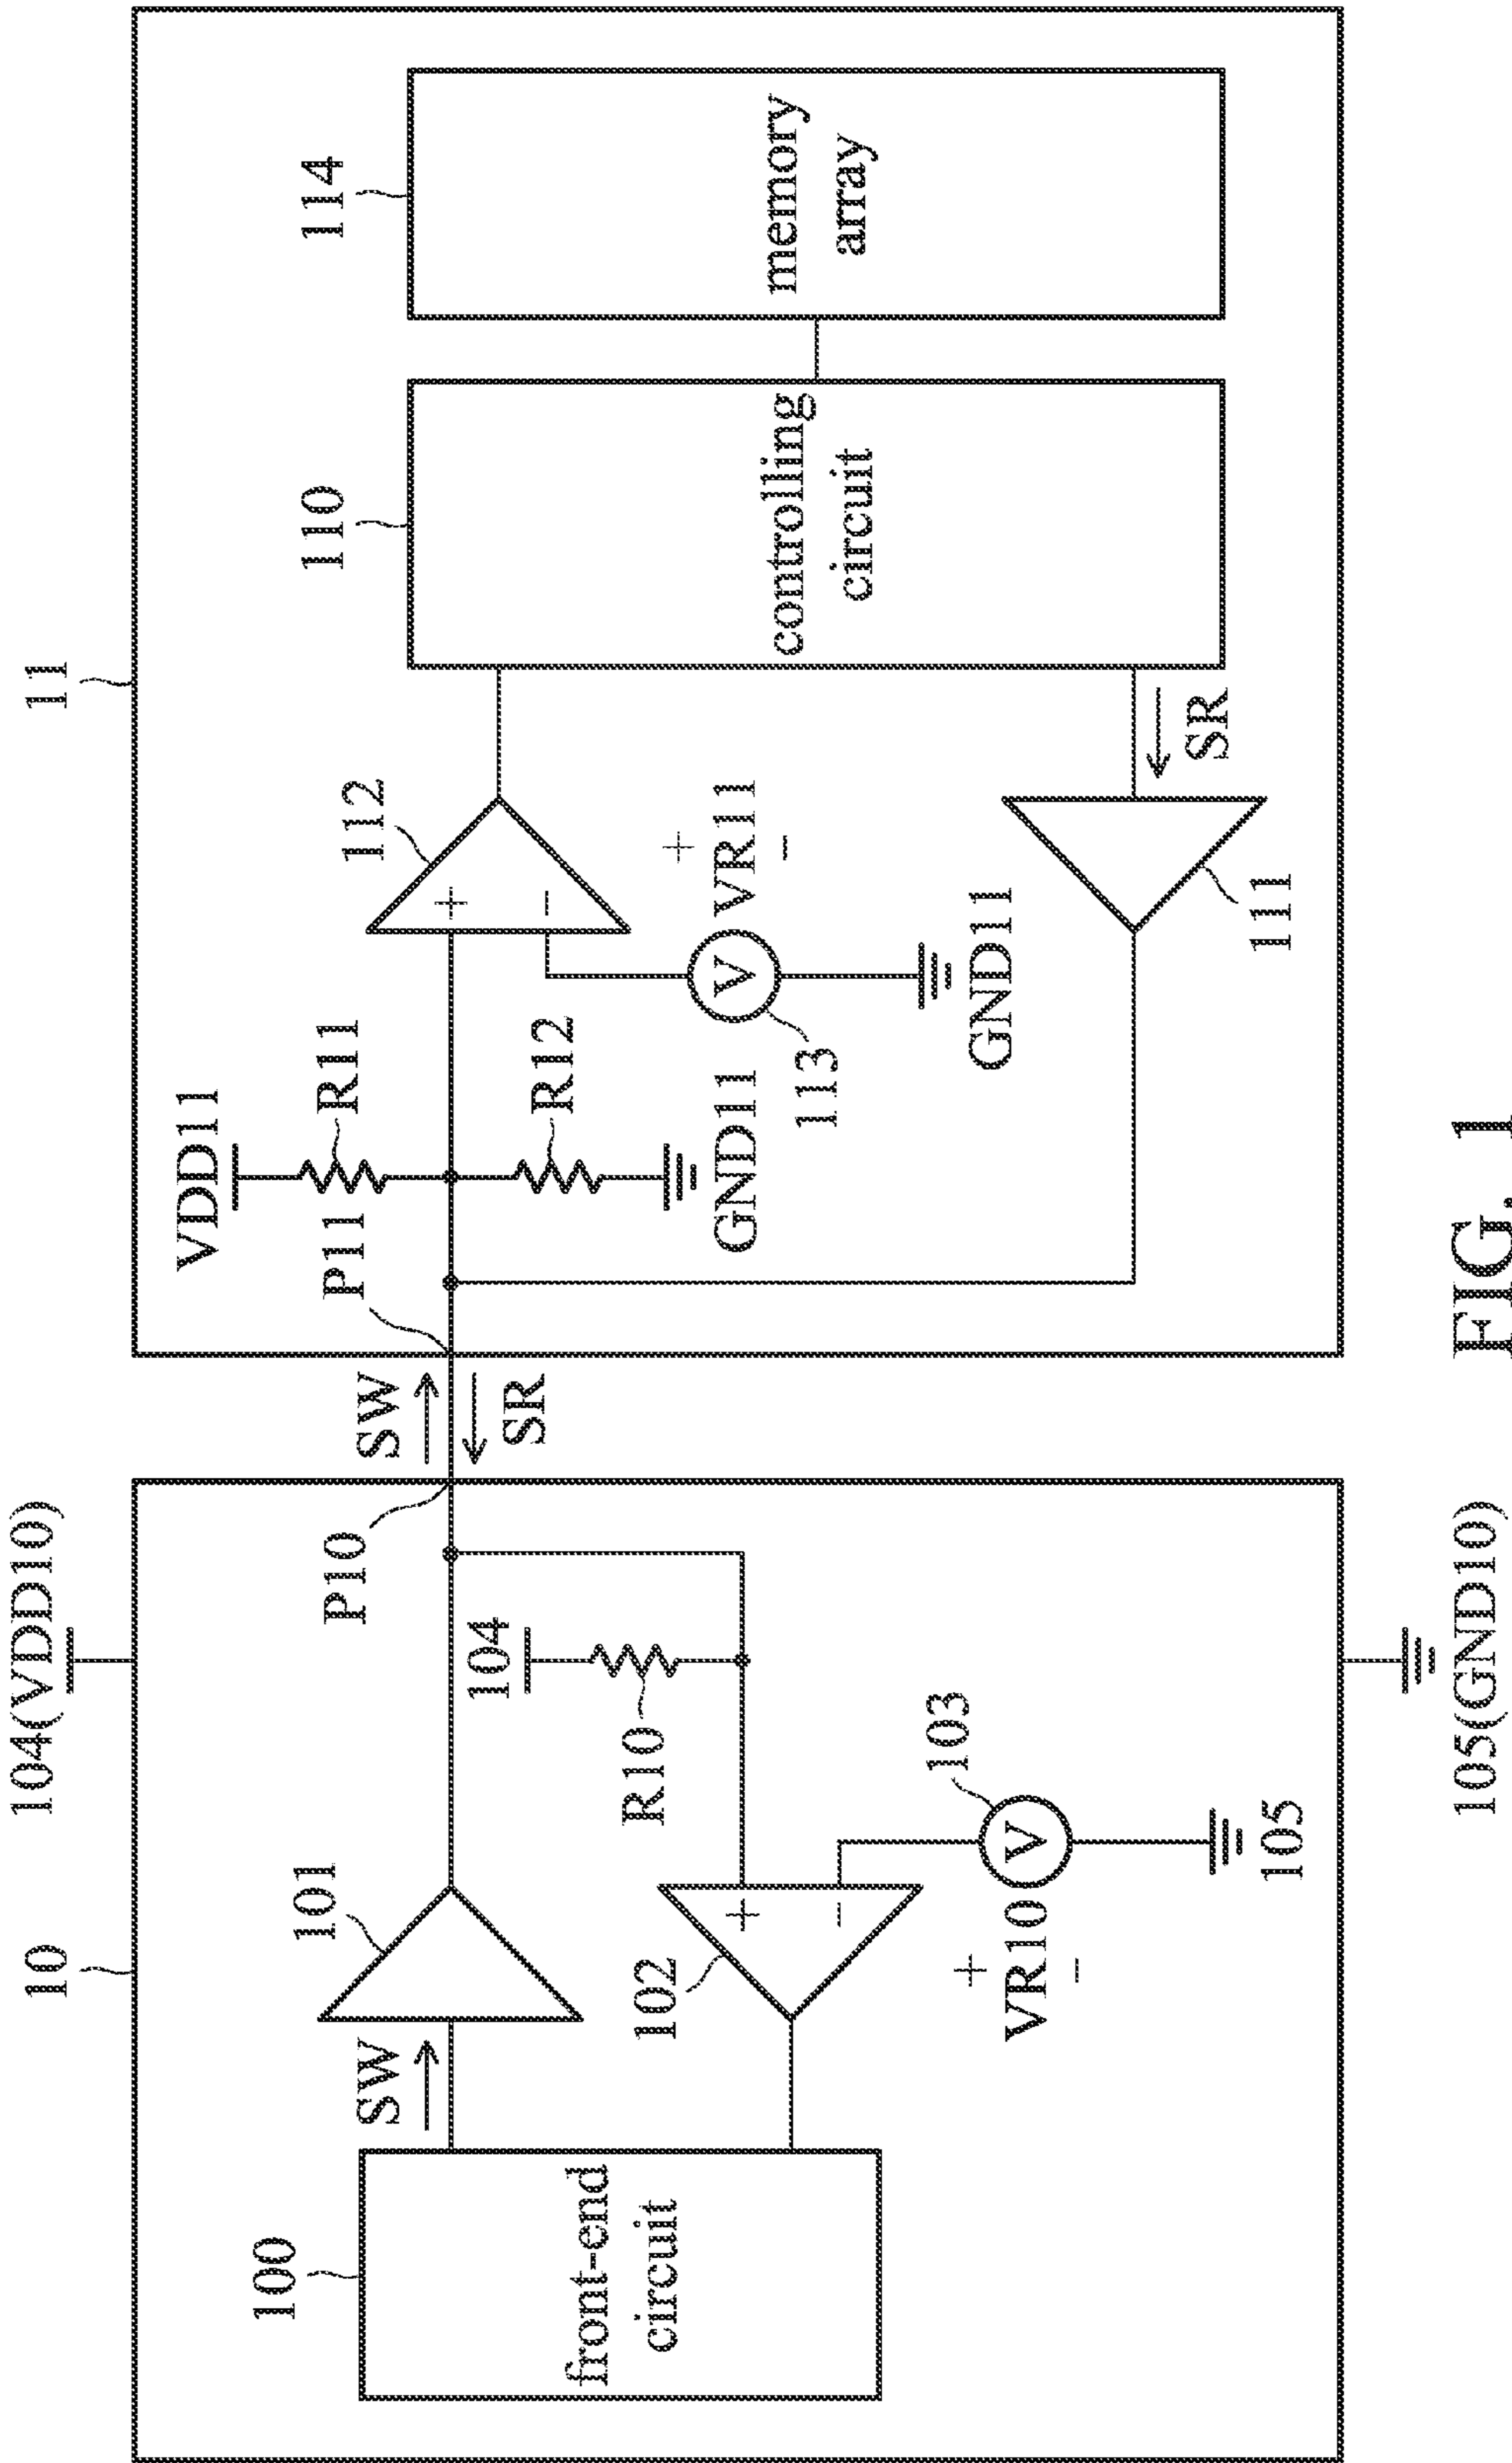 10
104(VDD10)
11
100
front-end
circuit
SW
101
P10
102
+
−
104
R10
103
V
+
VR10
−
105
105(GND10)
SW
SR
P11
VDD11
R11
R12
GND11
112
+
−
113
V
+
VR11
−
GND11
111
SR
110
controlling
circuit
114
memory
array
FIG. 1